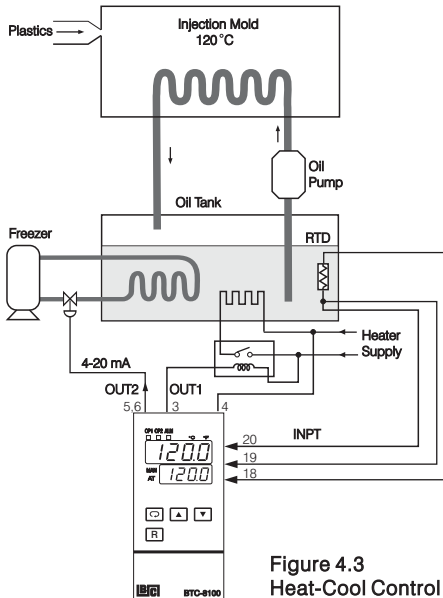 Injection Mold
120°C
Plastics
Oil
Pump
Oil Tank
Freezer
RTD
Heater
Supply
4-20 mA
OUT2
OUT1
5,6
3
4
OP1 OP2 ALM
°C °F
120.0
MAN
AT
120.0
INPT
20
19
18
R
BTC-8100
Figure 4.3
Heat-Cool Control